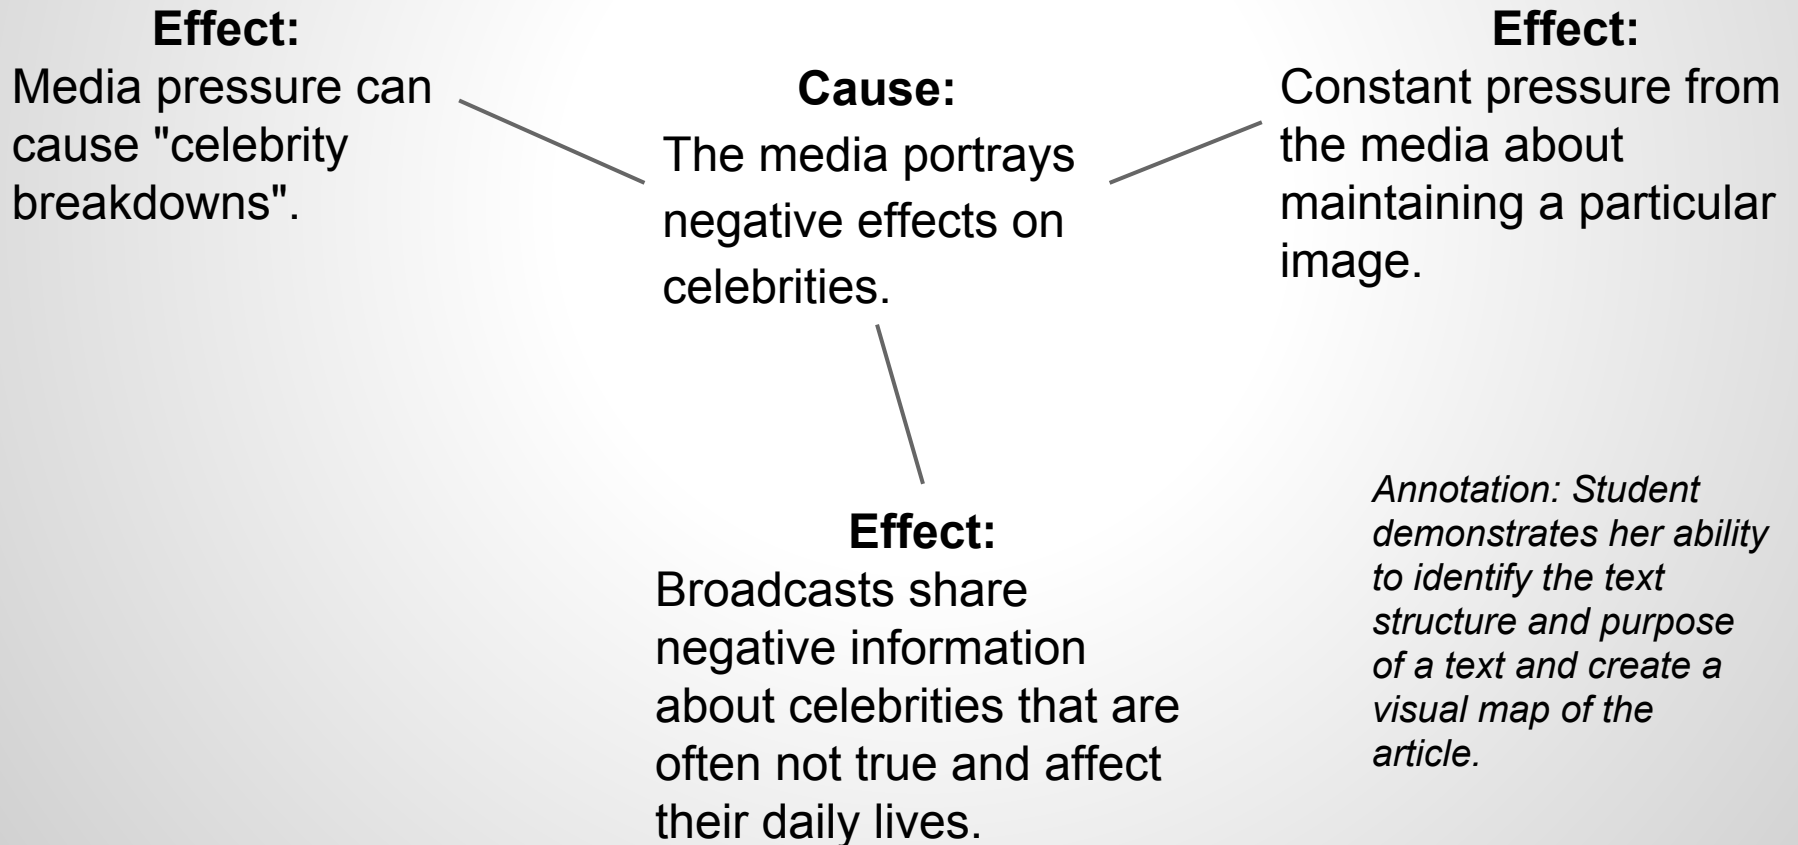 Effect:
Media pressure can
cause "celebrity
breakdowns".
Cause:
The media portrays
negative effects on
celebrities.
Effect:
Constant pressure from
the media about
maintaining a particular
image.
Effect:
Broadcasts share
negative information
about celebrities that are
often not true and affect
their daily lives.
Annotation: Student
demonstrates her ability
to identify the text
structure and purpose
of a text and create a
visual map of the
article.